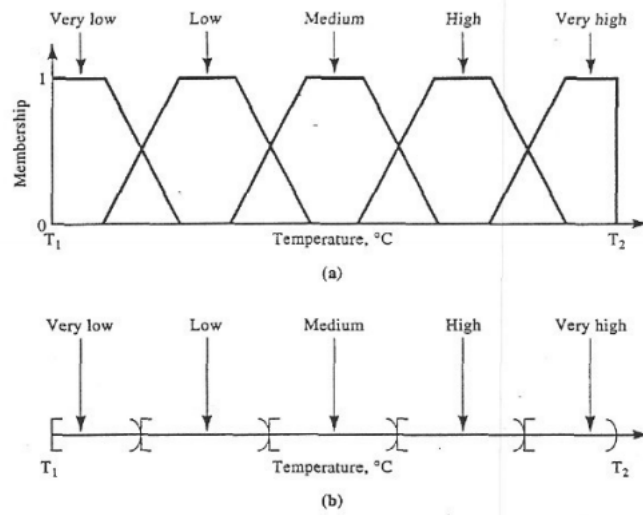 Very low Low Medium High Very high
1
Membership
0
T1 Temperature, °C T2
(a)
Very low Low Medium High Very high
T1 Temperature, °C T2
(b)